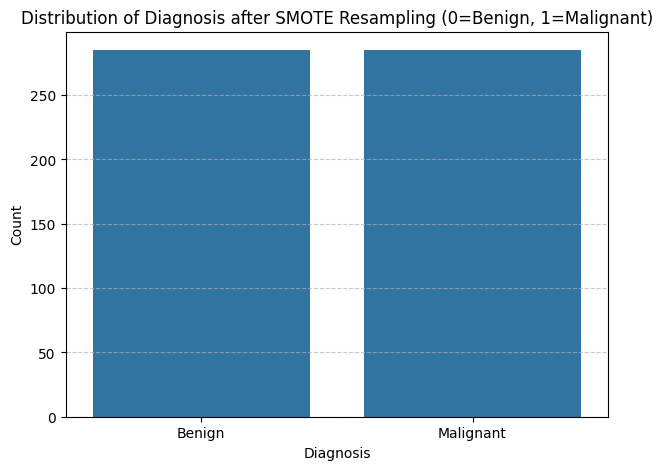 Distribution of Diagnosis after SMOTE Resampling (0=Benign, 1=Malignant)
Count
250
200
150
100
50
0
Benign Malignant
Diagnosis